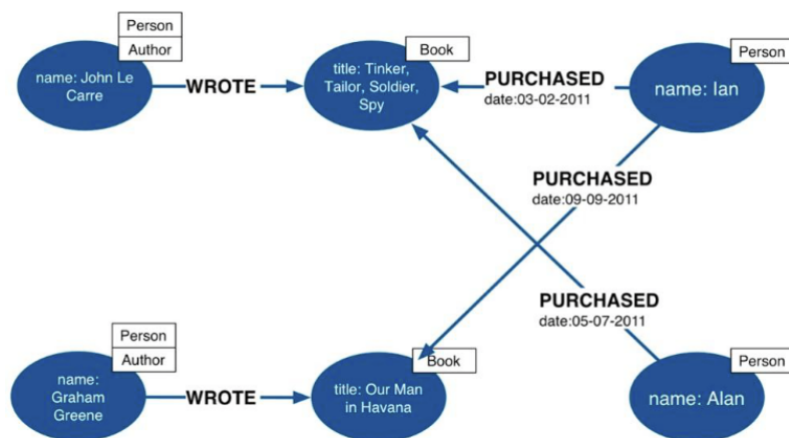 Person
Author
name: John Le
Carre
WROTE
Book
title: Tinker,
Tailor, Soldier,
Spy
PURCHASED
date:03-02-2011
Person
name: Ian
PURCHASED
date:09-09-2011
PURCHASED
date:05-07-2011
Person
Author
name:
Graham
Greene
WROTE
Book
title: Our Man
in Havana
Person
name: Alan